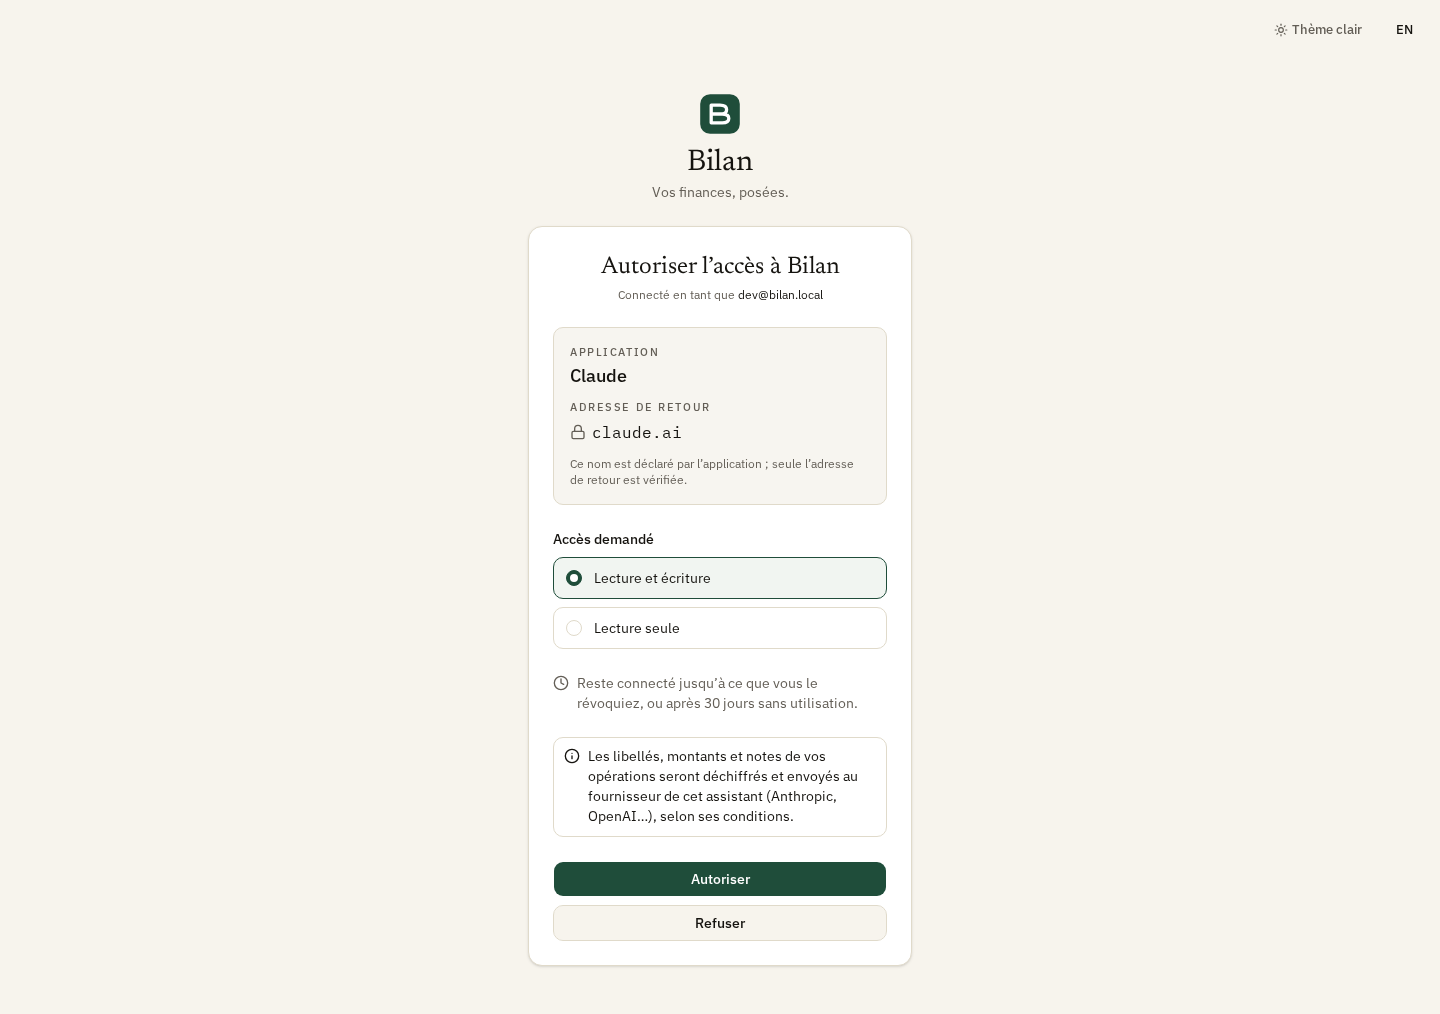 Thème clair
EN
B
Bilan
Vos finances, posées.
Autoriser l’accès à Bilan
Connecté en tant que dev@bilan.local
APPLICATION
Claude
ADRESSE DE RETOUR
claude.ai
Ce nom est déclaré par l’application ; seule l’adresse
de retour est vérifiée.
Accès demandé
Lecture et écriture
Lecture seule
Reste connecté jusqu’à ce que vous le
révoquiez, ou après 30 jours sans utilisation.
Les libellés, montants et notes de vos
opérations seront déchiffrés et envoyés au
fournisseur de cet assistant (Anthropic,
OpenAI…), selon ses conditions.
Autoriser
Refuser